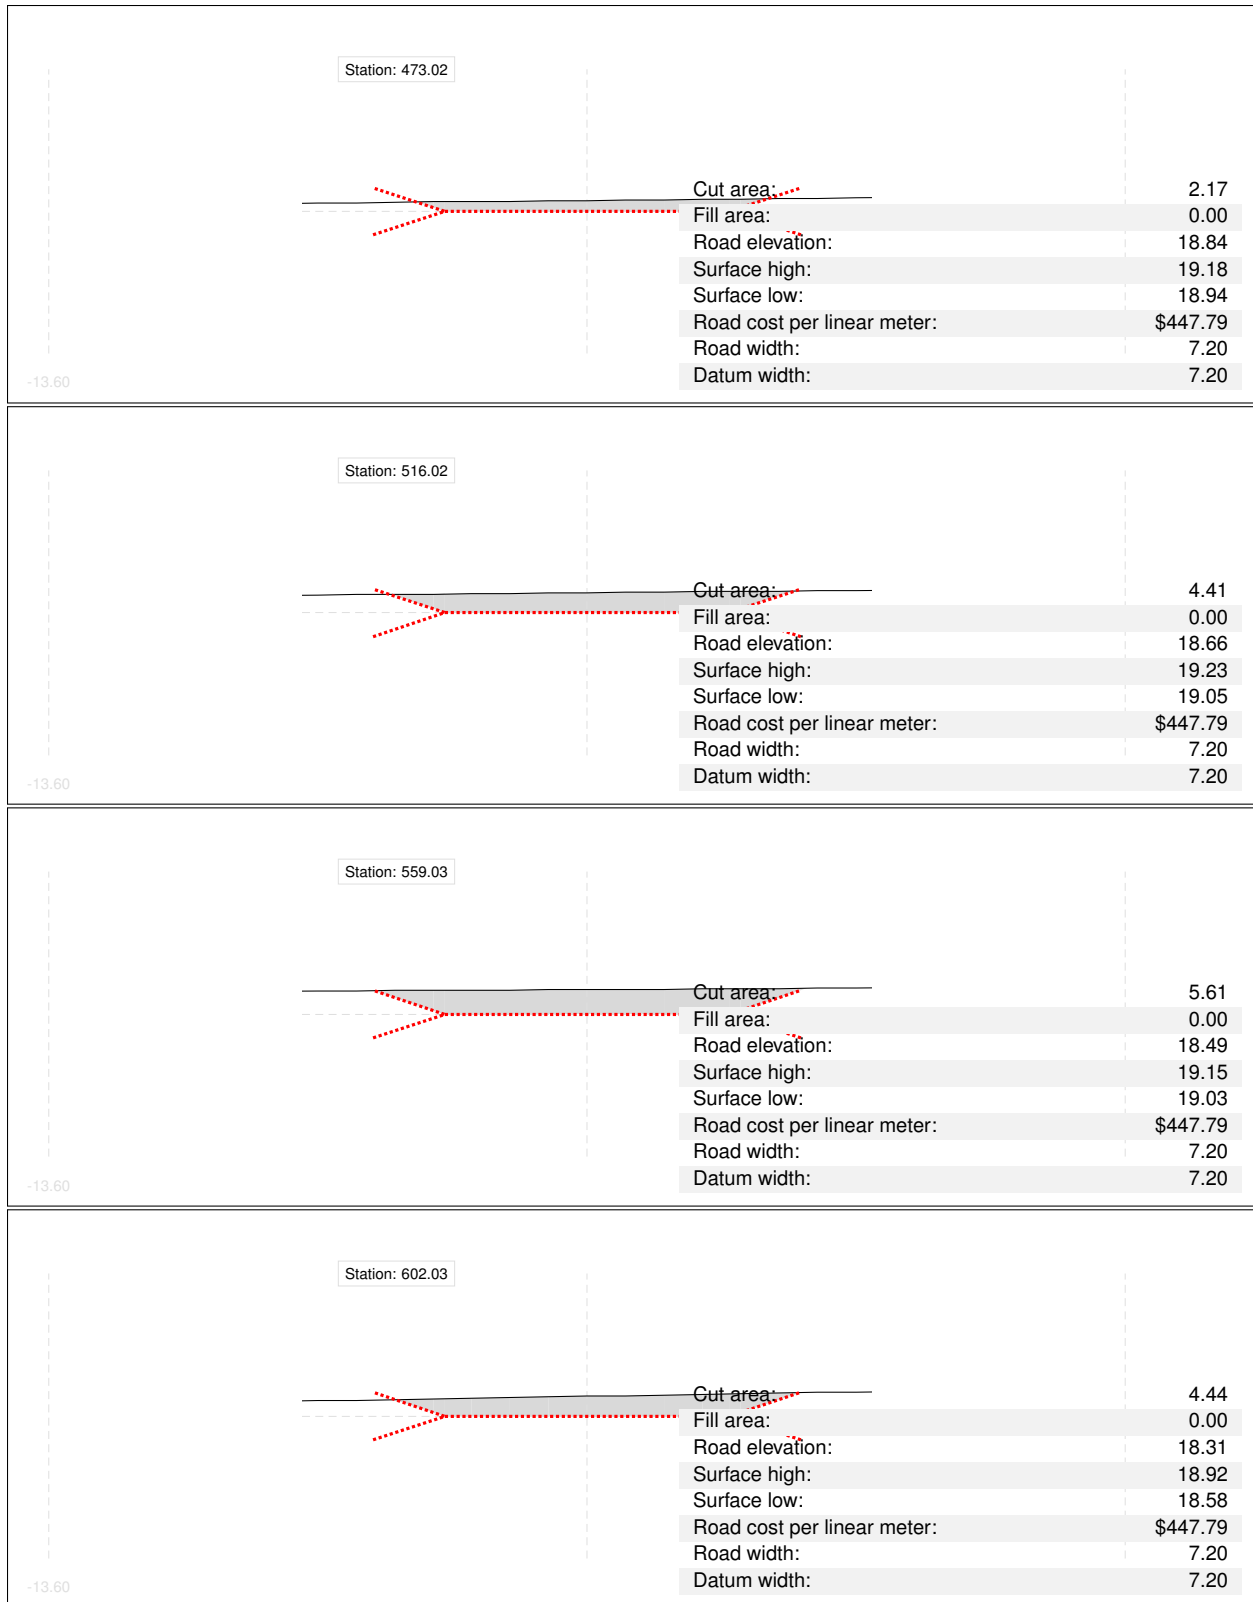 Station: 473.02
Cut area: 2.17
Fill area: 0.00
Road elevation: 18.84
Surface high: 19.18
Surface low: 18.94
Road cost per linear meter: $447.79
Road width: 7.20
Datum width: 7.20
-13.60
Station: 516.02
Cut area: 4.41
Fill area: 0.00
Road elevation: 18.66
Surface high: 19.23
Surface low: 19.05
Road cost per linear meter: $447.79
Road width: 7.20
Datum width: 7.20
-13.60
Station: 559.03
Cut area: 5.61
Fill area: 0.00
Road elevation: 18.49
Surface high: 19.15
Surface low: 19.03
Road cost per linear meter: $447.79
Road width: 7.20
Datum width: 7.20
-13.60
Station: 602.03
Cut area: 4.44
Fill area: 0.00
Road elevation: 18.31
Surface high: 18.92
Surface low: 18.58
Road cost per linear meter: $447.79
Road width: 7.20
Datum width: 7.20
-13.60